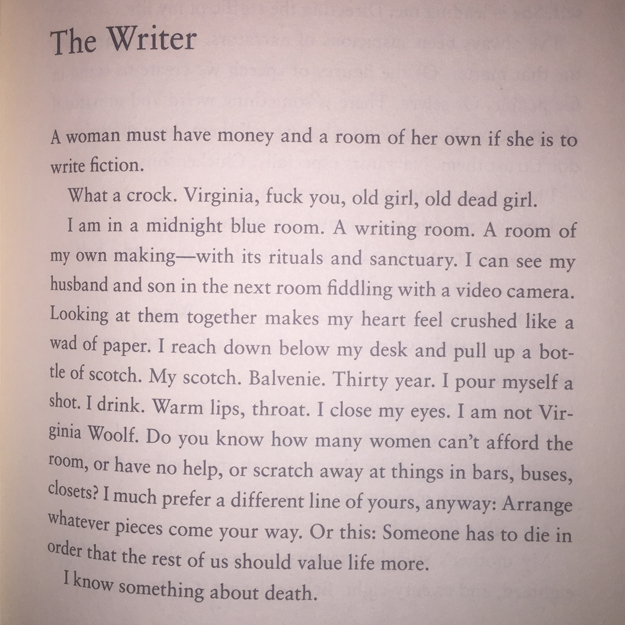 The Writer
A woman must have money and a room of her own if she is to
write fiction.
What a crock. Virginia, fuck you, old girl, old dead girl.
I am in a midnight blue room. A writing room. A room of
my own making—with its rituals and sanctuary. I can see my
husband and son in the next room fiddling with a video camera.
Looking at them together makes my heart feel crushed like a
wad of paper. I reach down below my desk and pull up a bot-
tle of scotch. My scotch. Balvenie. Thirty year. I pour myself a
shot. I drink. Warm lips, throat. I close my eyes. I am not Vir-
ginia Woolf. Do you know how many women can't afford the
room, or have no help, or scratch away at things in bars, buses,
closets? I much prefer a different line of yours, anyway: Arrange
whatever pieces come your way. Or this: Someone has to die in
order that the rest of us should value life more.
I know something about death.